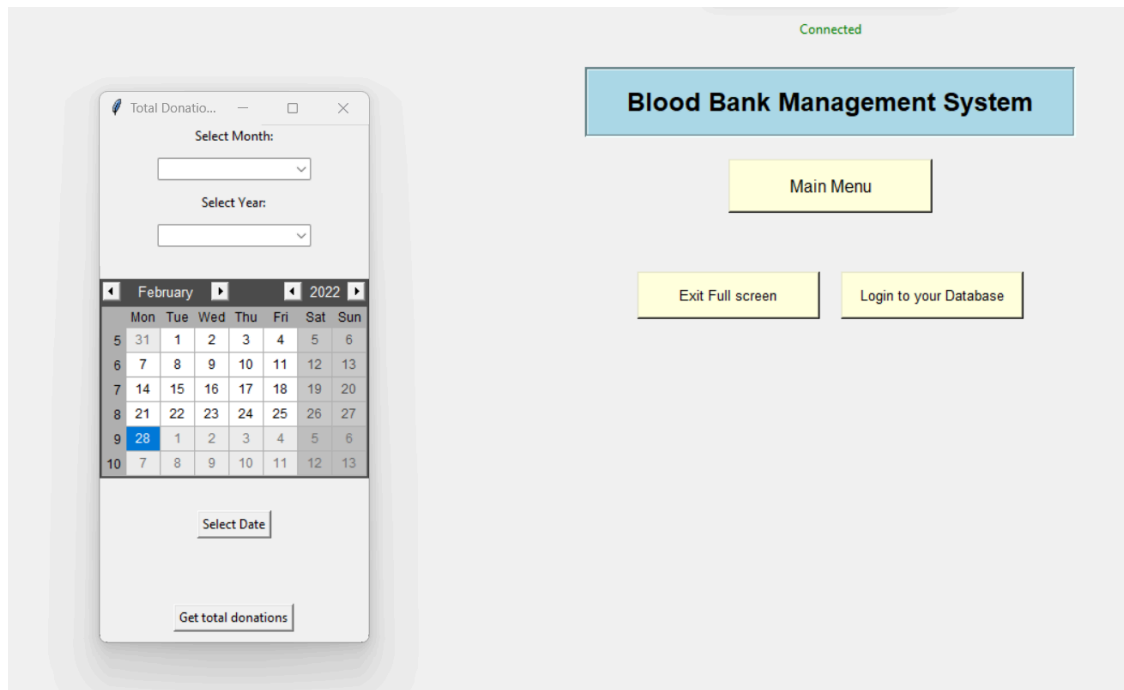 Connected
Blood Bank Management System
Main Menu
Exit Full screen
Login to your Database
Total Donatio...
Select Month:
Select Year:
February 2022
Mon Tue Wed Thu Fri Sat Sun
5 31 1 2 3 4 5 6
6 7 8 9 10 11 12 13
7 14 15 16 17 18 19 20
8 21 22 23 24 25 26 27
9 28 1 2 3 4 5 6
10 7 8 9 10 11 12 13
Select Date
Get total donations